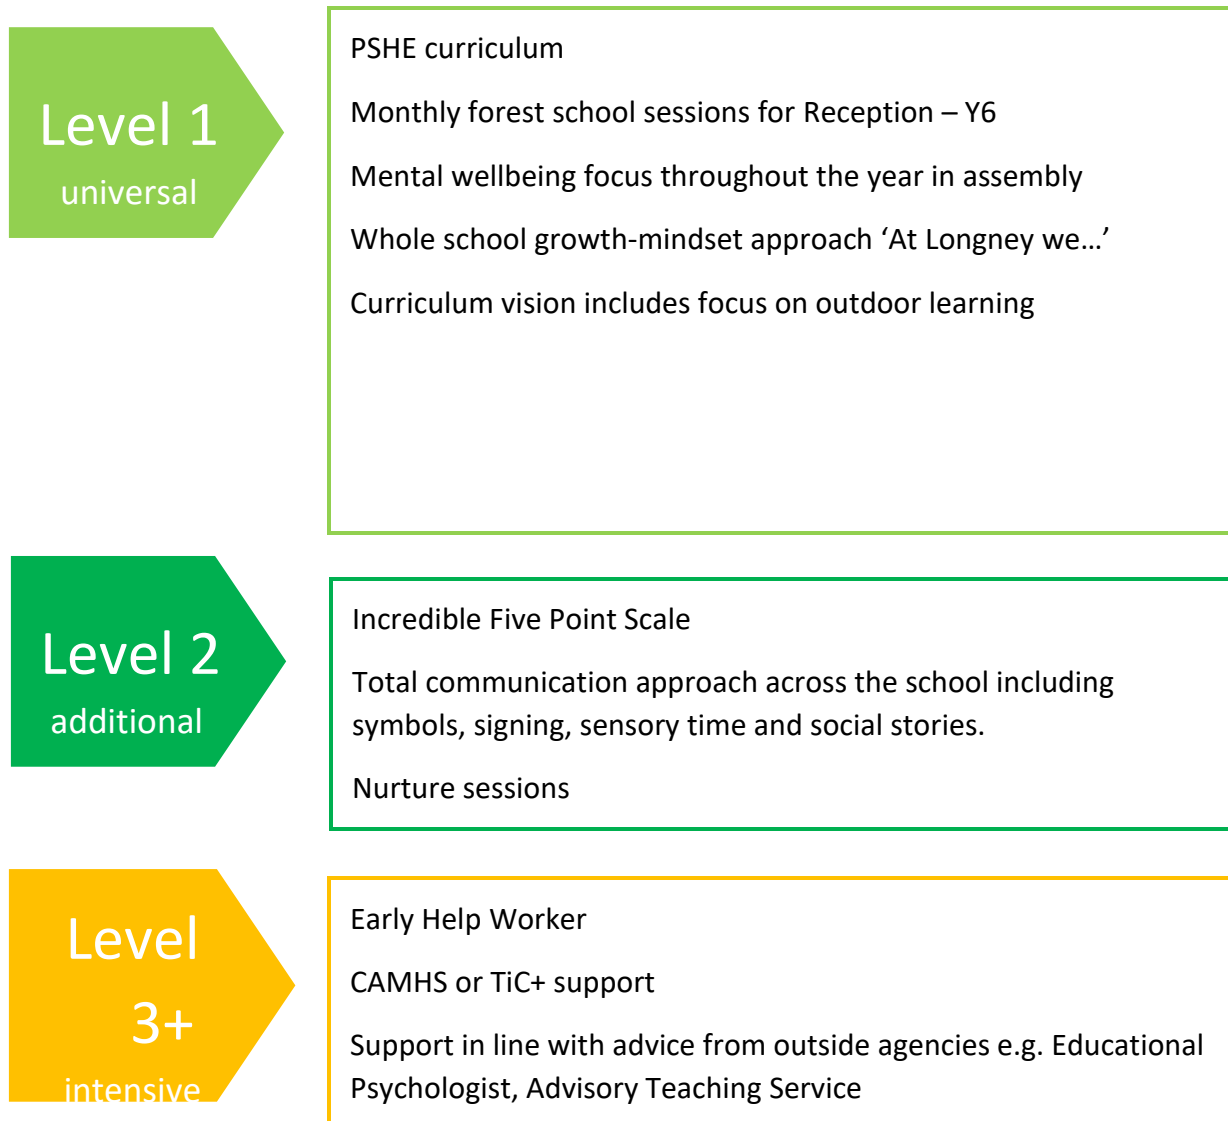 Level 1
universal
PSHE curriculum
Monthly forest school sessions for Reception – Y6
Mental wellbeing focus throughout the year in assembly
Whole school growth-mindset approach ‘At Longney we…’
Curriculum vision includes focus on outdoor learning
Level 2
additional
Incredible Five Point Scale
Total communication approach across the school including
symbols, signing, sensory time and social stories.
Nurture sessions
Level
3+
intensive
Early Help Worker
CAMHS or TiC+ support
Support in line with advice from outside agencies e.g. Educational
Psychologist, Advisory Teaching Service